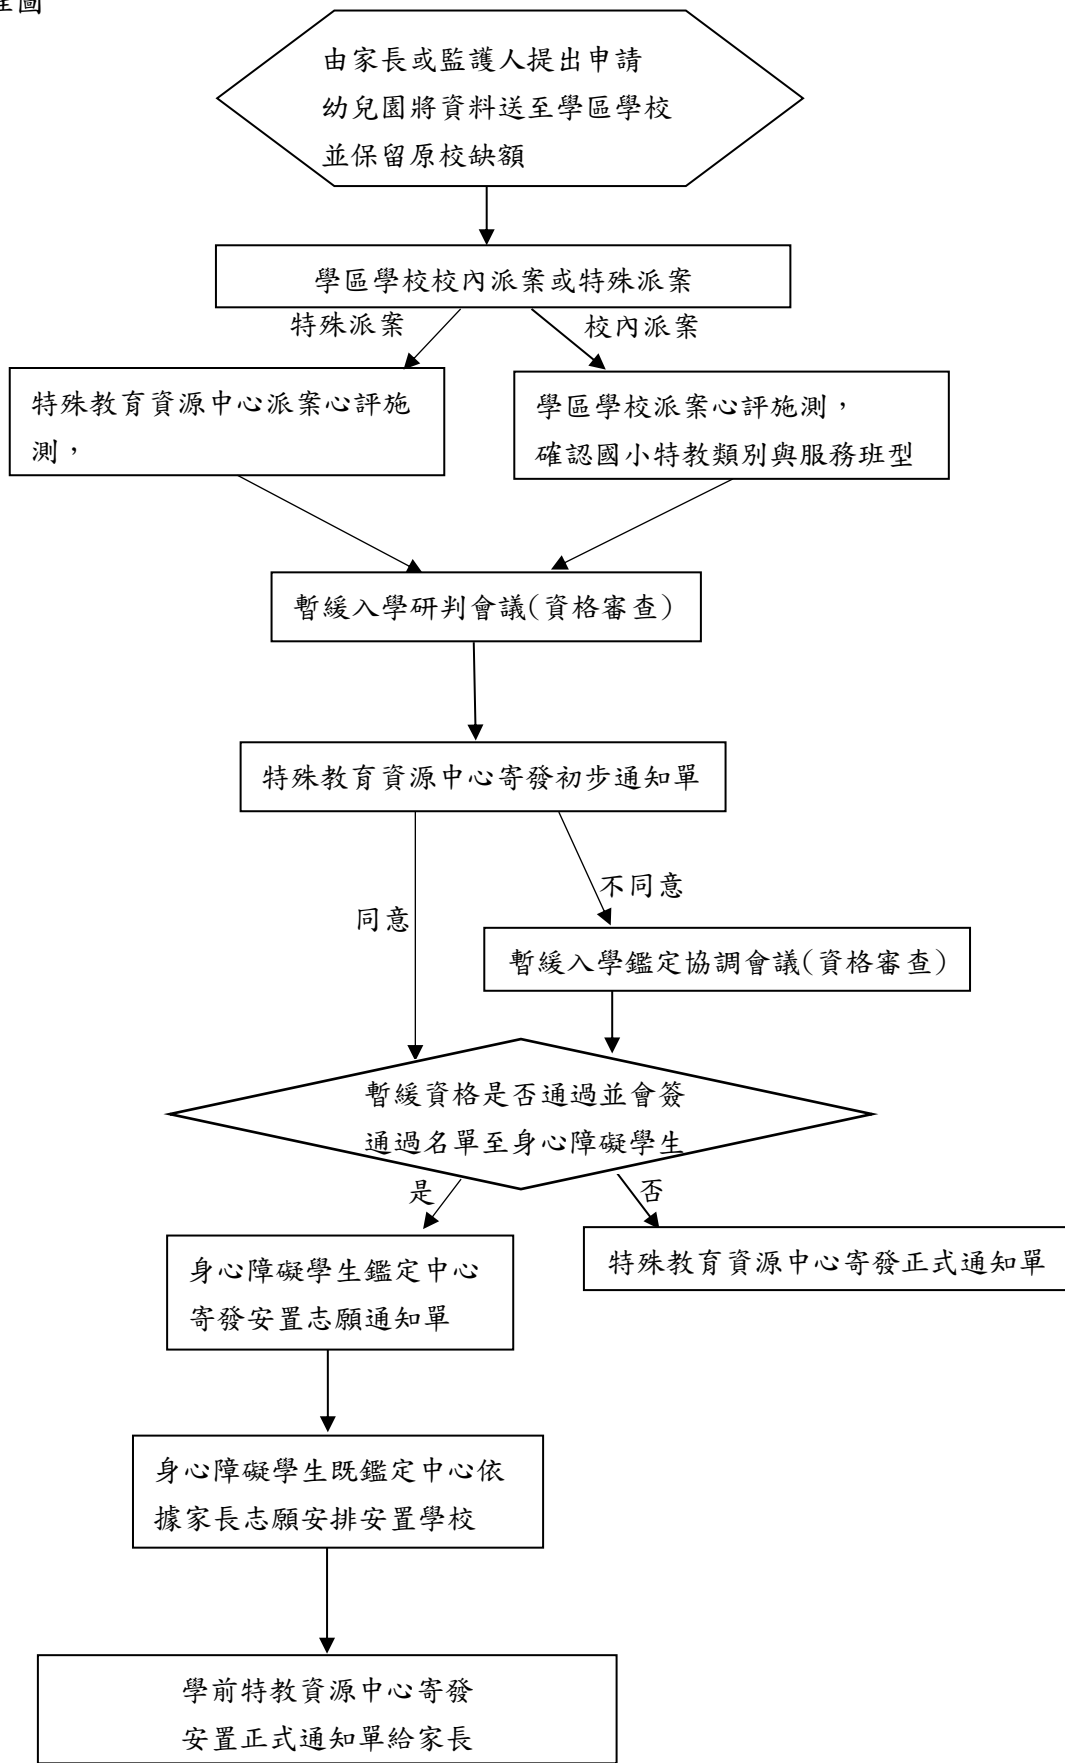 程圖
由家長或監護人提出申請
幼兒園將資料送至學區學校
並保留原校缺額
學區學校校內派案或特殊派案
特殊派案
校內派案
特殊教育資源中心派案心評施
測，
學區學校派案心評施測，
確認國小特教類別與服務班型
暫緩入學研判會議(資格審查)
特殊教育資源中心寄發初步通知單
不同意
同意
暫緩入學鑑定協調會議(資格審查)
暫緩資格是否通過並會簽
通過名單至身心障礙學生
是
否
身心障礙學生鑑定中心
寄發安置志願通知單
特殊教育資源中心寄發正式通知單
身心障礙學生既鑑定中心依
據家長志願安排安置學校
學前特教資源中心寄發
安置正式通知單給家長